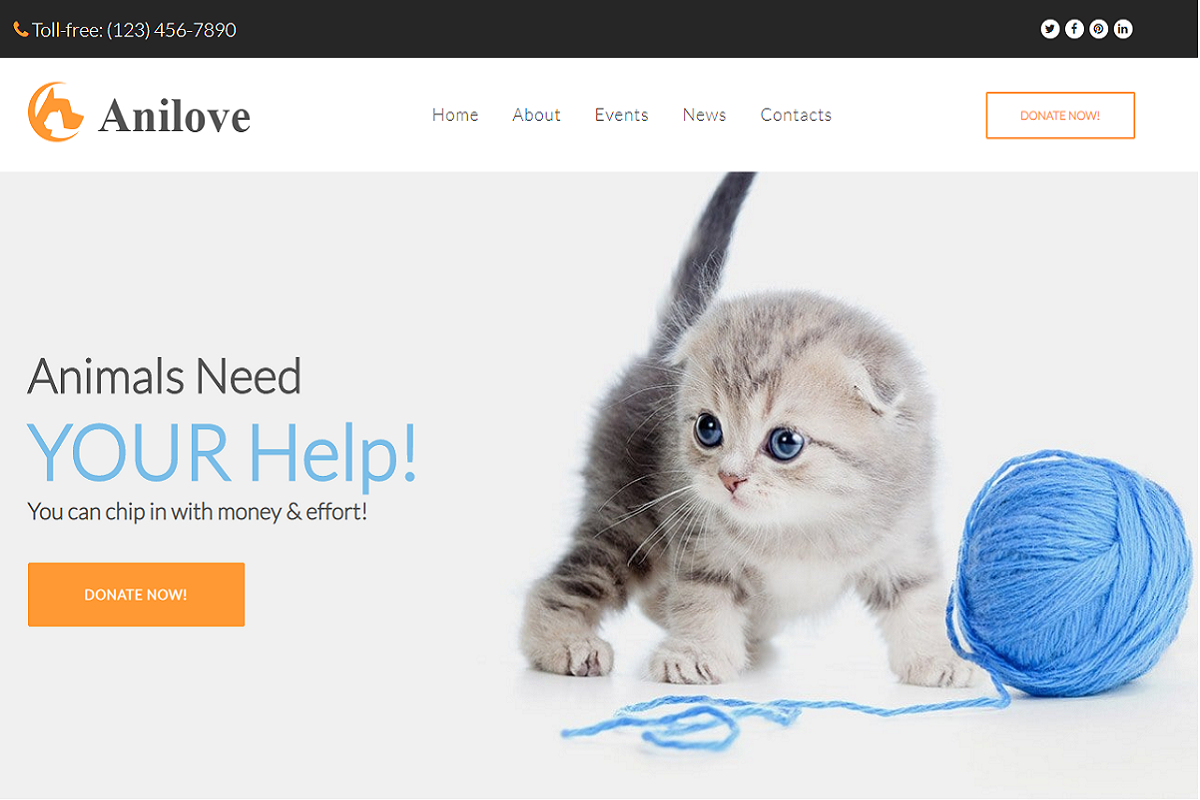 Toll-free: (123) 456-7890
Anilove
Home About Events News Contacts
DONATE NOW!
Animals Need
YOUR Help!
You can chip in with money & effort!
DONATE NOW!